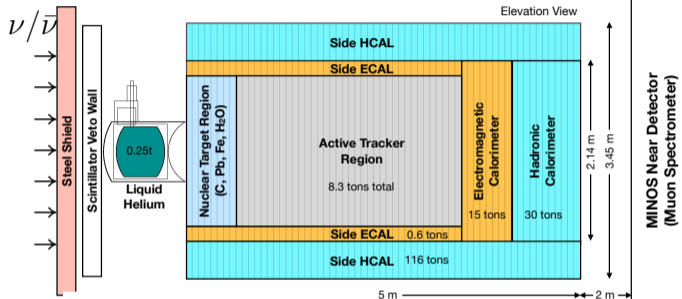 Elevation View
ν/ν̄
Steel Shield
Scintillator Veto Wall
0.25t
Liquid
Helium
Side HCAL
Side ECAL
Nuclear Target Region
(C, Pb, Fe, H₂O)
Active Tracker
Region
8.3 tons total
Electromagnetic
Calorimeter
15 tons
Hadronic
Calorimeter
30 tons
Side ECAL 0.6 tons
Side HCAL 116 tons
2.14 m
3.45 m
MINOS Near Detector
(Muon Spectrometer)
5 m
2 m